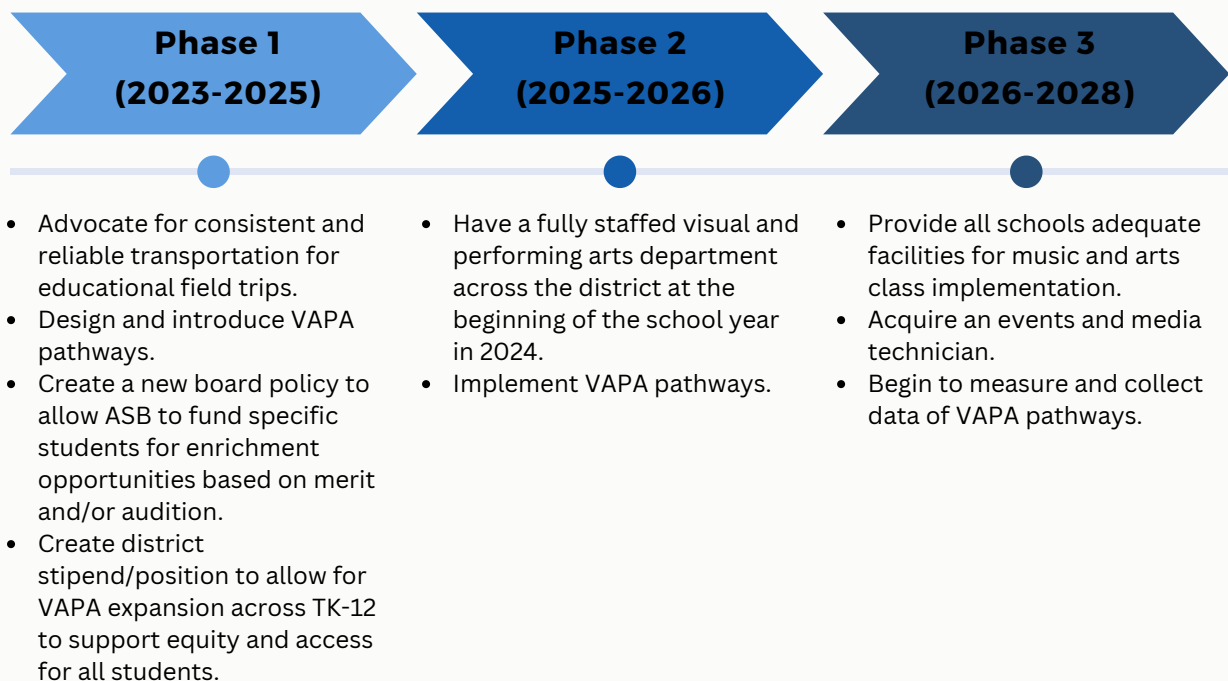 Phase 1
(2023-2025)
Phase 2
(2025-2026)
Phase 3
(2026-2028)
• Advocate for consistent and
reliable transportation for
educational field trips.
• Design and introduce VAPA
pathways.
• Create a new board policy to
allow ASB to fund specific
students for enrichment
opportunities based on merit
and/or audition.
• Create district
stipend/position to allow for
VAPA expansion across TK-12
to support equity and access
for all students.
• Have a fully staffed visual and
performing arts department
across the district at the
beginning of the school year
in 2024.
• Implement VAPA pathways.
• Provide all schools adequate
facilities for music and arts
class implementation.
• Acquire an events and media
technician.
• Begin to measure and collect
data of VAPA pathways.